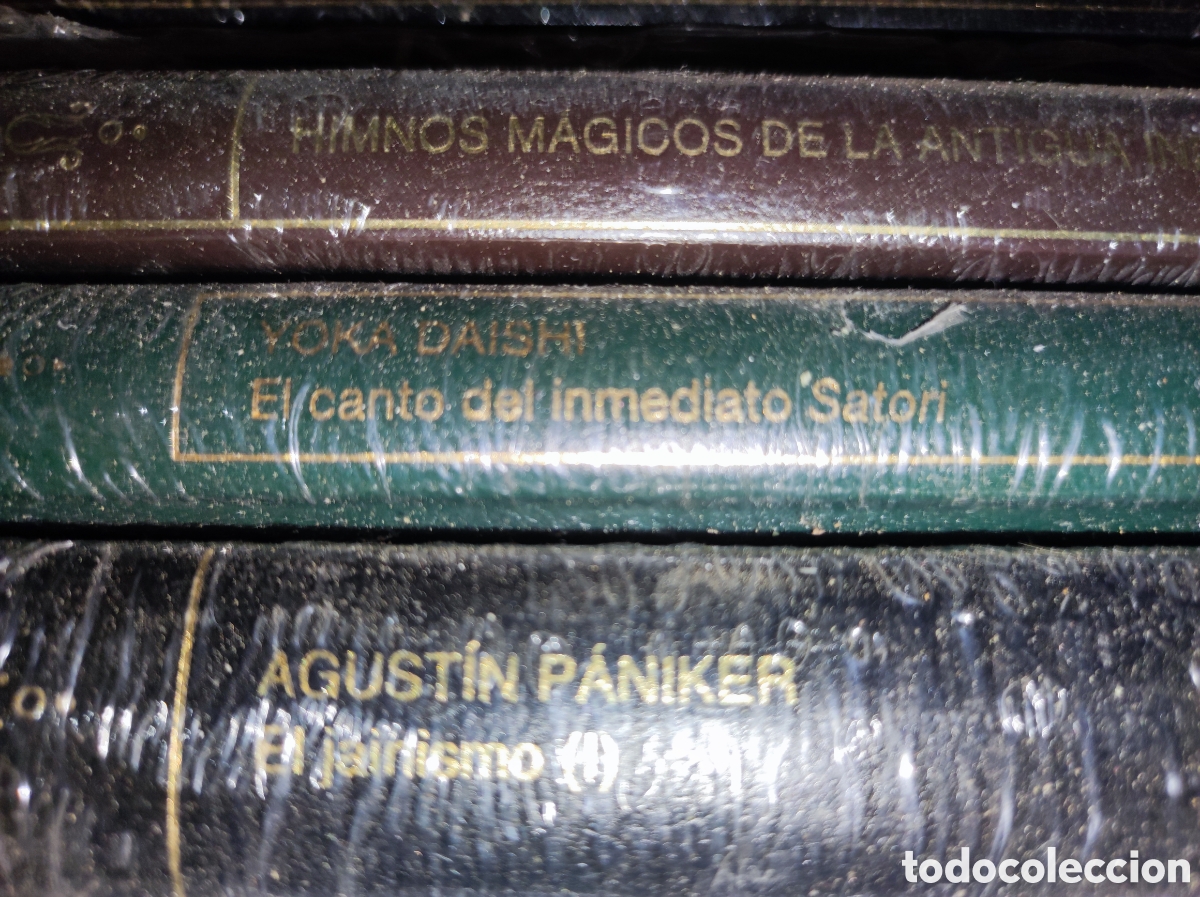 HIMNOS MÁGICOS DE LA ANTIGUA
YOKA DAISHI
El canto del inmediato Satori
AGUSTÍN PÁNIKER
El jainismo (I)
todocoleccion